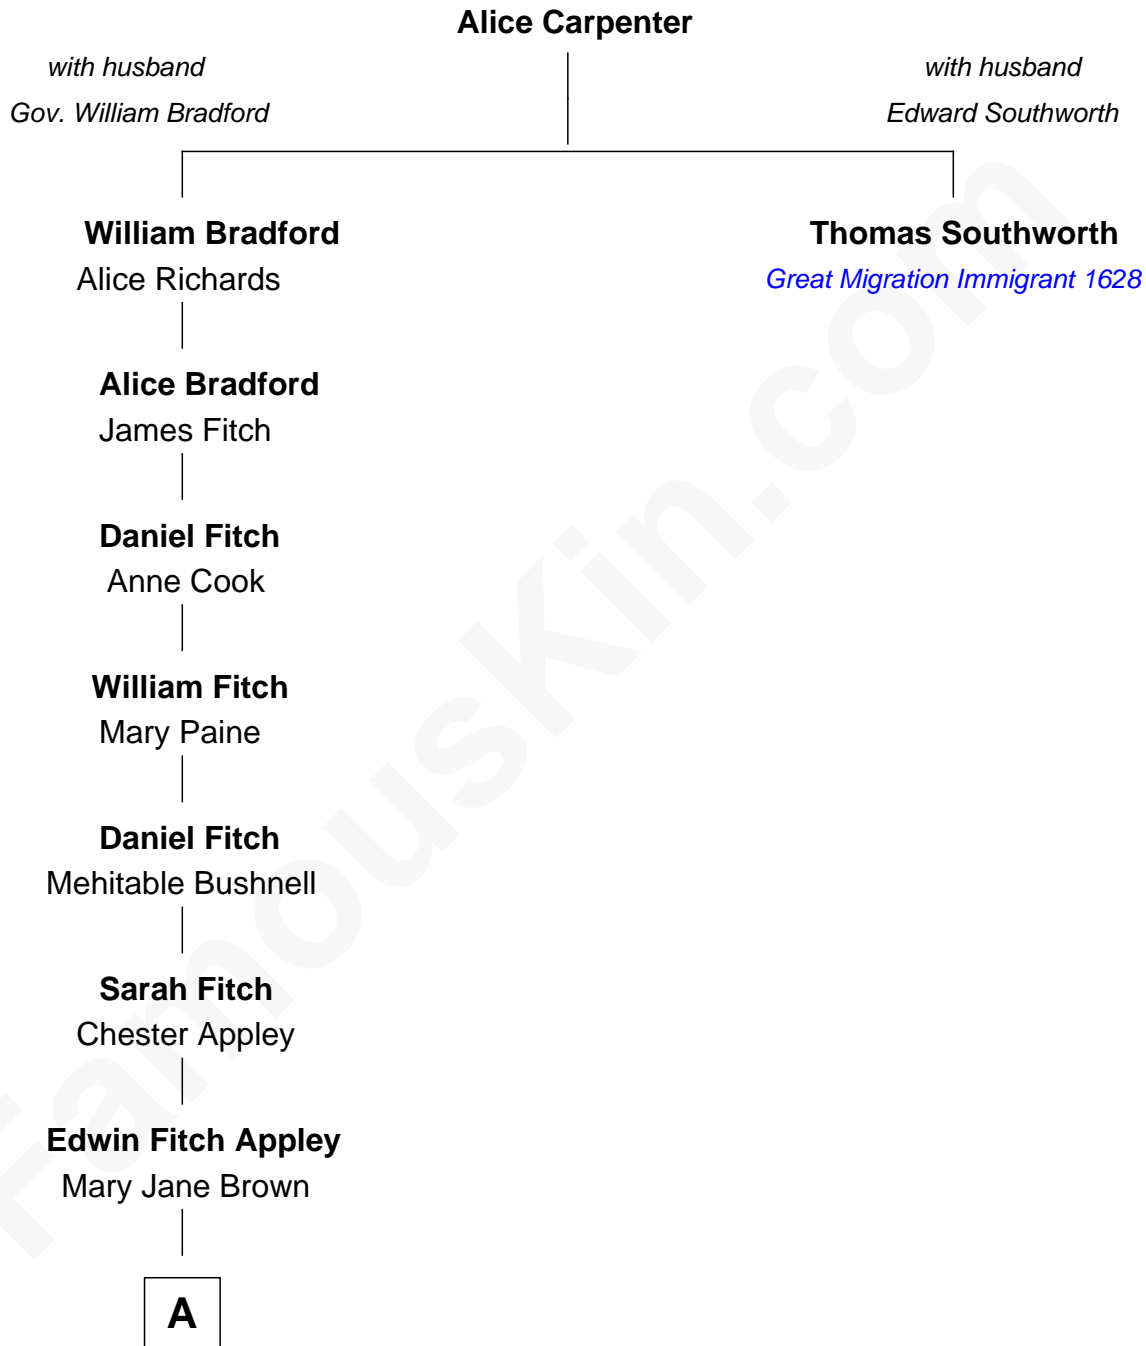 Alice Carpenter
with husband
Gov. William Bradford
with husband
Edward Southworth
William Bradford
Alice Richards
Thomas Southworth
Great Migration Immigrant 1628
Alice Bradford
James Fitch
Daniel Fitch
Anne Cook
William Fitch
Mary Paine
Daniel Fitch
Mehitable Bushnell
Sarah Fitch
Chester Appley
Edwin Fitch Appley
Mary Jane Brown
A
FamousKin.com